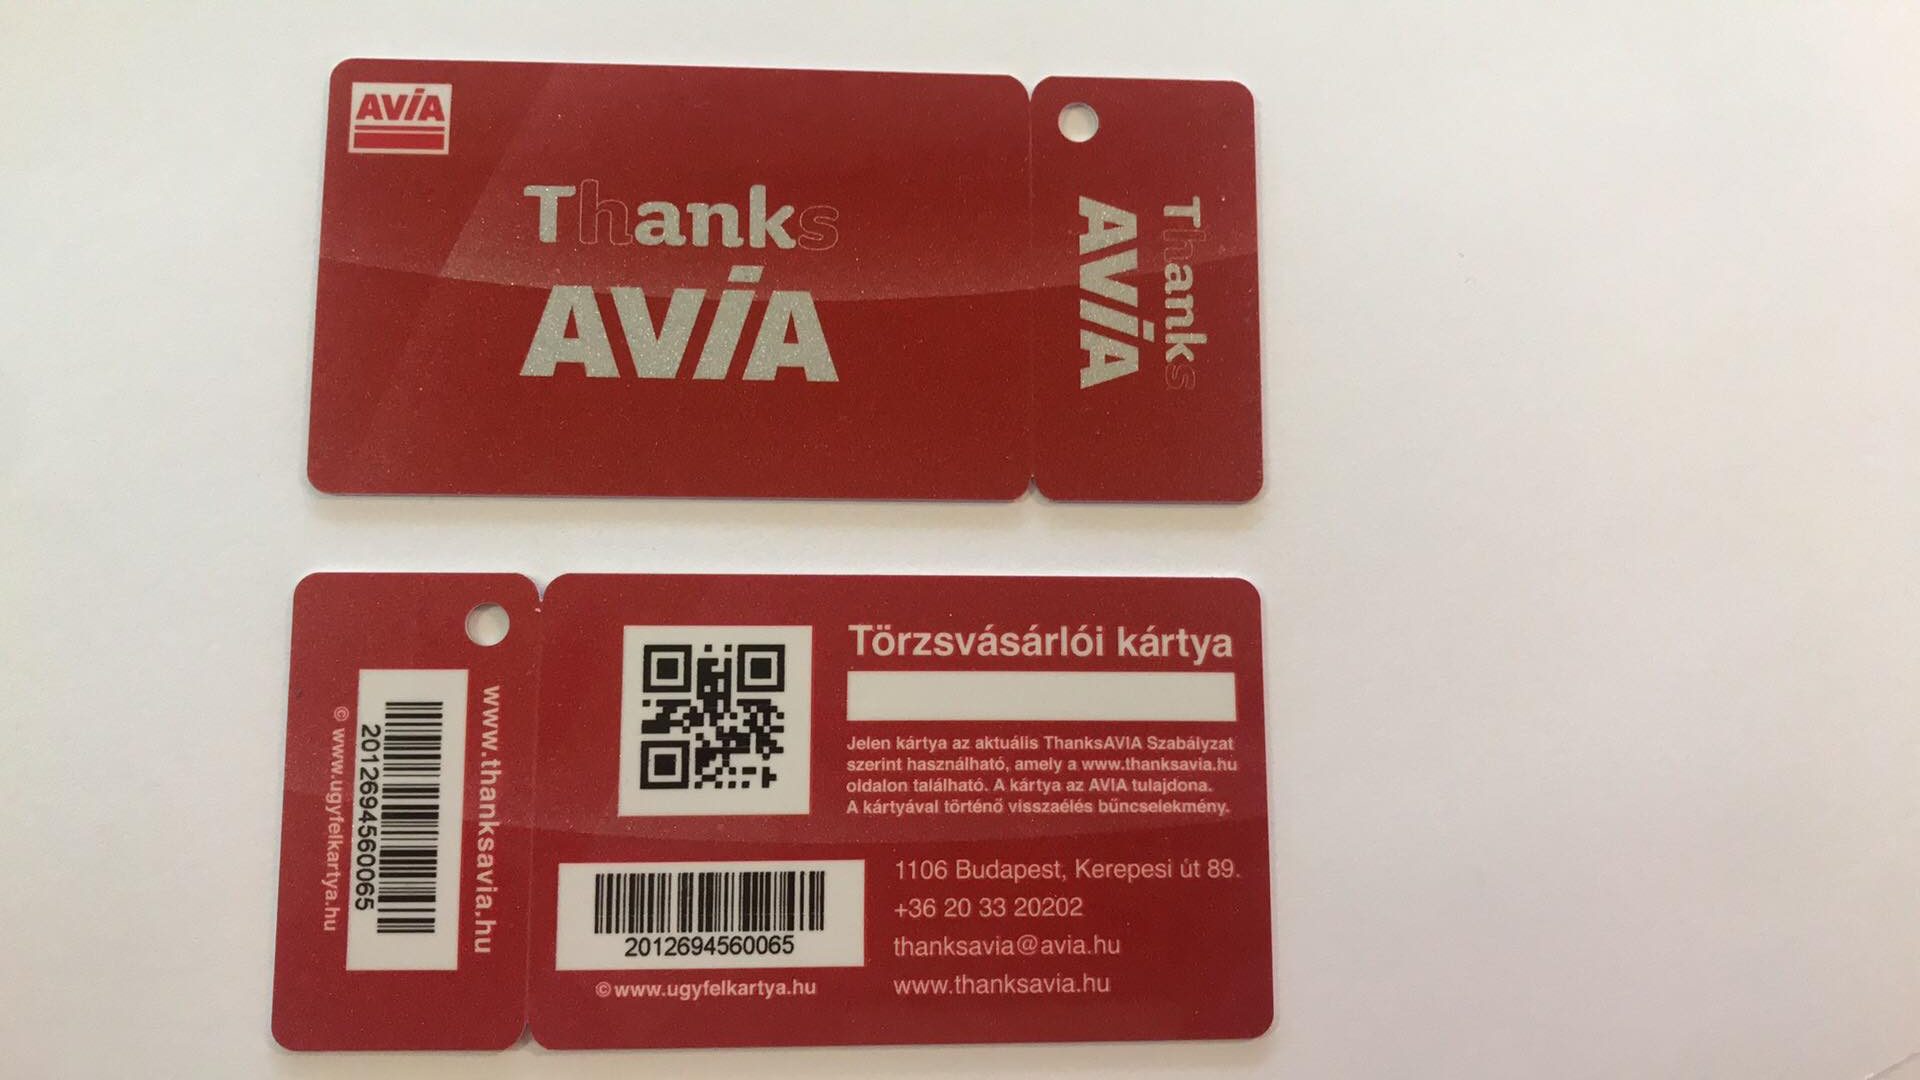 AVIA
Thanks
AVIA
Thanks
AVIA
www.thanksavia.hu
2012694560065
© www.ugyfelkartya.hu
Törzsvásárlói kártya
Jelen kártya az aktuális ThanksAVIA Szabályzat
szerint használható, amely a www.thanksavia.hu
oldalon található. A kártya az AVIA tulajdona.
A kártyával történő visszaélés bűncselekmény.
2012694560065
© www.ugyfelkartya.hu
1106 Budapest, Kerepesi út 89.
+36 20 33 20202
thanksavia@avia.hu
www.thanksavia.hu